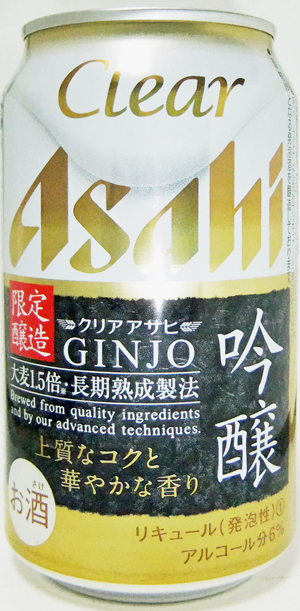 Clear
Asahi
限定
醸造
クリアアサヒ
GINJO
吟醸
大麦1.5倍※・長期熟成製法
Brewed from quality ingredients
and by our advanced techniques.
上質なコクと
華やかな香り
お酒
さけ
リキュール(発泡性)①
アルコール分6%